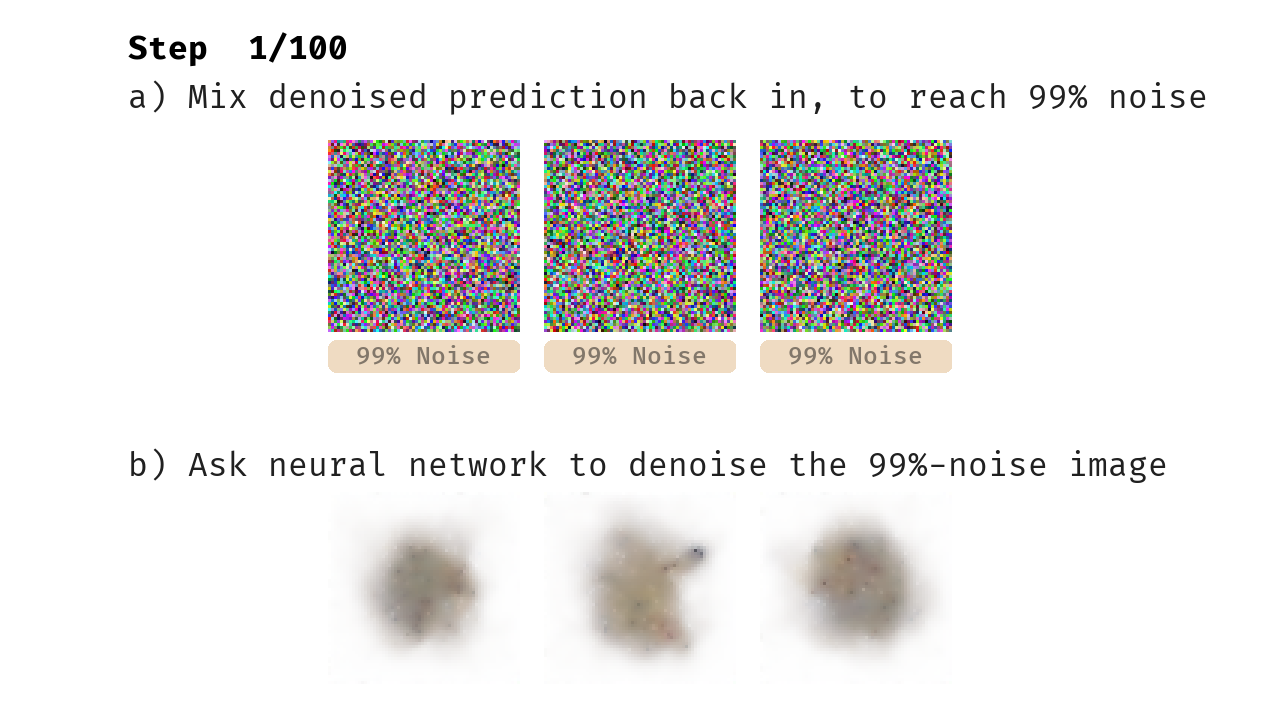 Step  1/100
a) Mix denoised prediction back in, to reach 99% noise
99% Noise 99% Noise 99% Noise
b) Ask neural network to denoise the 99%-noise image